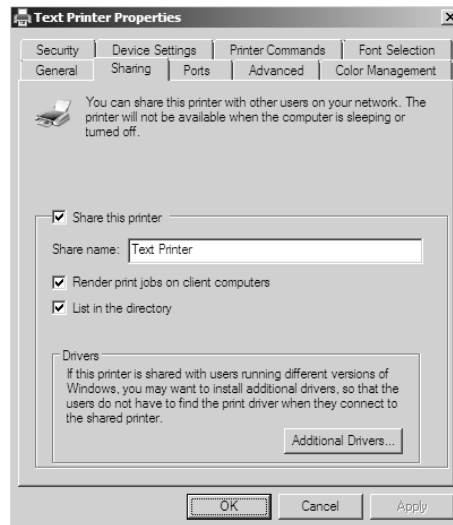 Text Printer Properties
Security Device Settings Printer Commands Font Selection
General Sharing Ports Advanced Color Management
You can share this printer with other users on your network. The
printer will not be available when the computer is sleeping or
turned off.
Share this printer
Share name: Text Printer
Render print jobs on client computers
List in the directory
Drivers
If this printer is shared with users running different versions of
Windows, you may want to install additional drivers, so that the
users do not have to find the print driver when they connect to
the shared printer.
Additional Drivers...
OK Cancel Apply